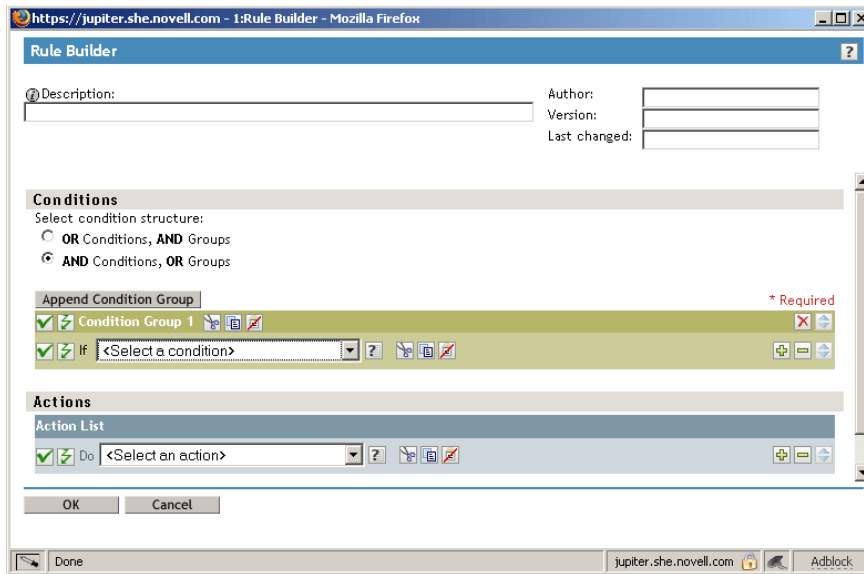 https://jupiter.she.novell.com - 1:Rule Builder - Mozilla Firefox
Rule Builder ?
Description:
Author:
Version:
Last changed:
Conditions
Select condition structure:
OR Conditions, AND Groups
AND Conditions, OR Groups
Append Condition Group * Required
Condition Group 1
If <Select a condition> ?
Actions
Action List
Do <Select an action> ?
OK Cancel
Done jupiter.she.novell.com Adblock